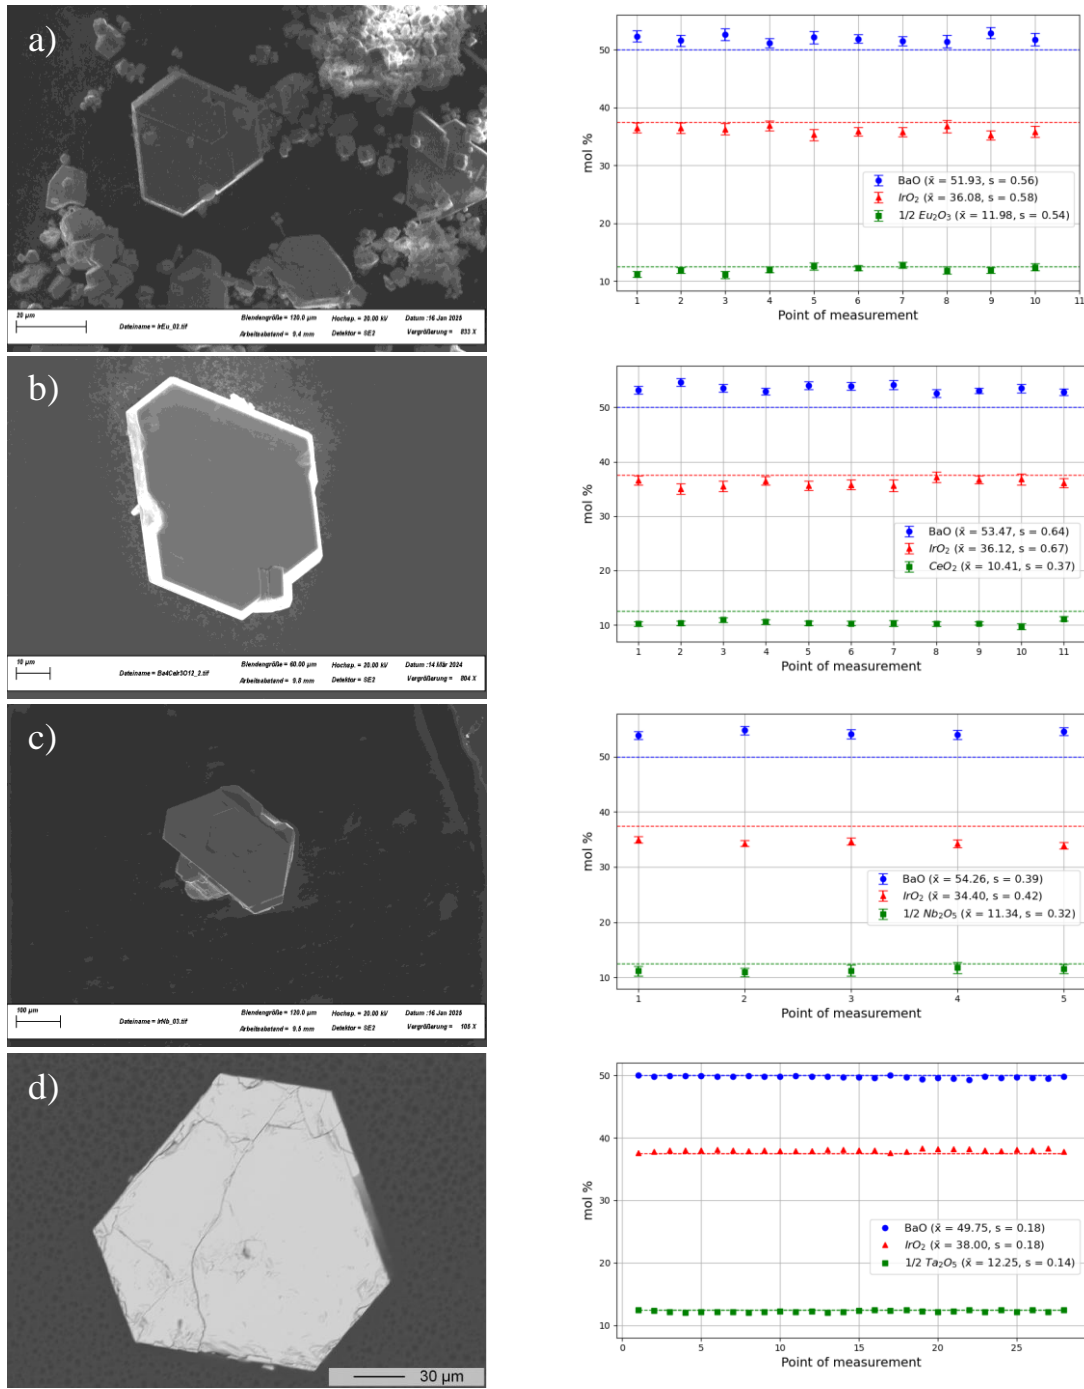 a)
20 µm
Dateiname = IrEu_02.tif
Blendengröße = 120.0 µm
Arbeitsabstand = 9.4 mm
Hochsp. = 20.00 kV
Detektor = SE2
Datum :16 Jan 2025
Vergrößerung = 833 X
mol %
50
40
30
20
10
BaO (x̄ = 51.93, s = 0.56)
IrO₂ (x̄ = 36.08, s = 0.58)
1/2 Eu₂O₃ (x̄ = 11.98, s = 0.54)
1 2 3 4 5 6 7 8 9 10 11
Point of measurement
b)
10 µm
Dateiname = Ba4CeIr3O12_2.tif
Blendengröße = 60.00 µm
Arbeitsabstand = 9.8 mm
Hochsp. = 20.00 kV
Detektor = SE2
Datum :14 Mär 2024
Vergrößerung = 804 X
mol %
50
40
30
20
10
BaO (x̄ = 53.47, s = 0.64)
IrO₂ (x̄ = 36.12, s = 0.67)
CeO₂ (x̄ = 10.41, s = 0.37)
1 2 3 4 5 6 7 8 9 10 11
Point of measurement
c)
100 µm
Dateiname = IrNb_03.tif
Blendengröße = 120.0 µm
Arbeitsabstand = 9.5 mm
Hochsp. = 20.00 kV
Detektor = SE2
Datum :16 Jan 2025
Vergrößerung = 105 X
mol %
50
40
30
20
10
BaO (x̄ = 54.26, s = 0.39)
IrO₂ (x̄ = 34.40, s = 0.42)
1/2 Nb₂O₅ (x̄ = 11.34, s = 0.32)
1 2 3 4 5
Point of measurement
d)
30 µm
mol %
50
40
30
20
10
BaO (x̄ = 49.75, s = 0.18)
IrO₂ (x̄ = 38.00, s = 0.18)
1/2 Ta₂O₅ (x̄ = 12.25, s = 0.14)
0 5 10 15 20 25
Point of measurement